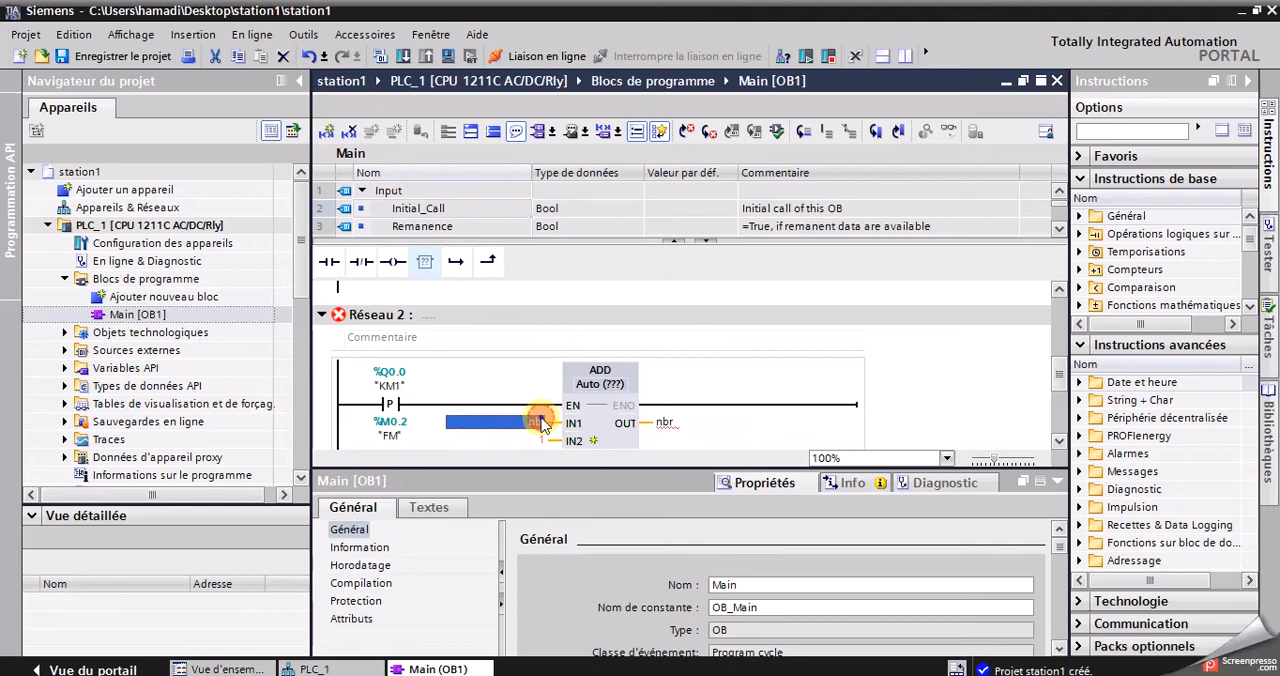 Siemens - C:\Users\hamadi\Desktop\station1\station1
Projet Edition Affichage Insertion En ligne Outils Accessoires Fenêtre Aide
Totally Integrated Automation
PORTAL
Enregistrer le projet Liaison en ligne Interrompre la liaison en ligne
Navigateur du projet
station1 PLC_1 [CPU 1211C AC/DC/Rly] Blocs de programme Main [OB1]
Instructions
Appareils
Options
Programmation API
Main
Nom Type de données Valeur par déf. Commentaire
1 Input
2 Initial_Call Bool Initial call of this OB
3 Remanence Bool =True, if remanent data are available
station1
Ajouter un appareil
Appareils & Réseaux
PLC_1 [CPU 1211C AC/DC/Rly]
Configuration des appareils
En ligne & Diagnostic
Blocs de programme
Ajouter nouveau bloc
Main [OB1]
Objets technologiques
Sources externes
Variables API
Types de données API
Tables de visualisation et de forçag.
Sauvegardes en ligne
Traces
Données d'appareil proxy
Informations sur le programme
Vue détaillée
Nom Adresse
Réseau 2 : .....
Commentaire
%Q0.0
"KM1"
P
%M0.2
"FM"
ADD
Auto (???)
EN ENO
IN1 OUT nbr
1 IN2
100%
Main [OB1]
Propriétés Info Diagnostic
Général Textes
Général
Information
Horodatage
Compilation
Protection
Attributs
Général
Nom : Main
Nom de constante : OB_Main
Type : OB
Classe d'événement: Program cycle
Favoris
Instructions de base
Nom
Général
Opérations logiques sur ...
Temporisations
Compteurs
Comparaison
Fonctions mathématiques
Instructions avancées
Nom ...
Date et heure
String + Char
Périphérie décentralisée
PROFIenergy
Alarmes
Messages
Diagnostic
Impulsion
Recettes & Data Logging
Fonctions sur bloc de do...
Adressage
Technologie
Communication
Packs optionnels
Instructions
Tester
Tâches
Bibliothèques
Vue du portail Vue d'ensem... PLC_1 Main (OB1) Projet station1 créé.
Screenpresso
.com